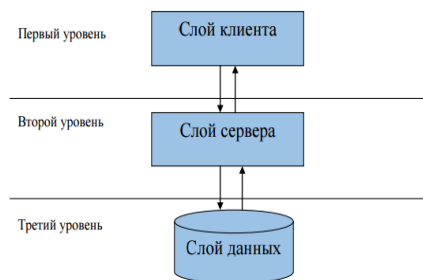 Первый уровень
Слой клиента
Второй уровень
Слой сервера
Третий уровень
Слой данных